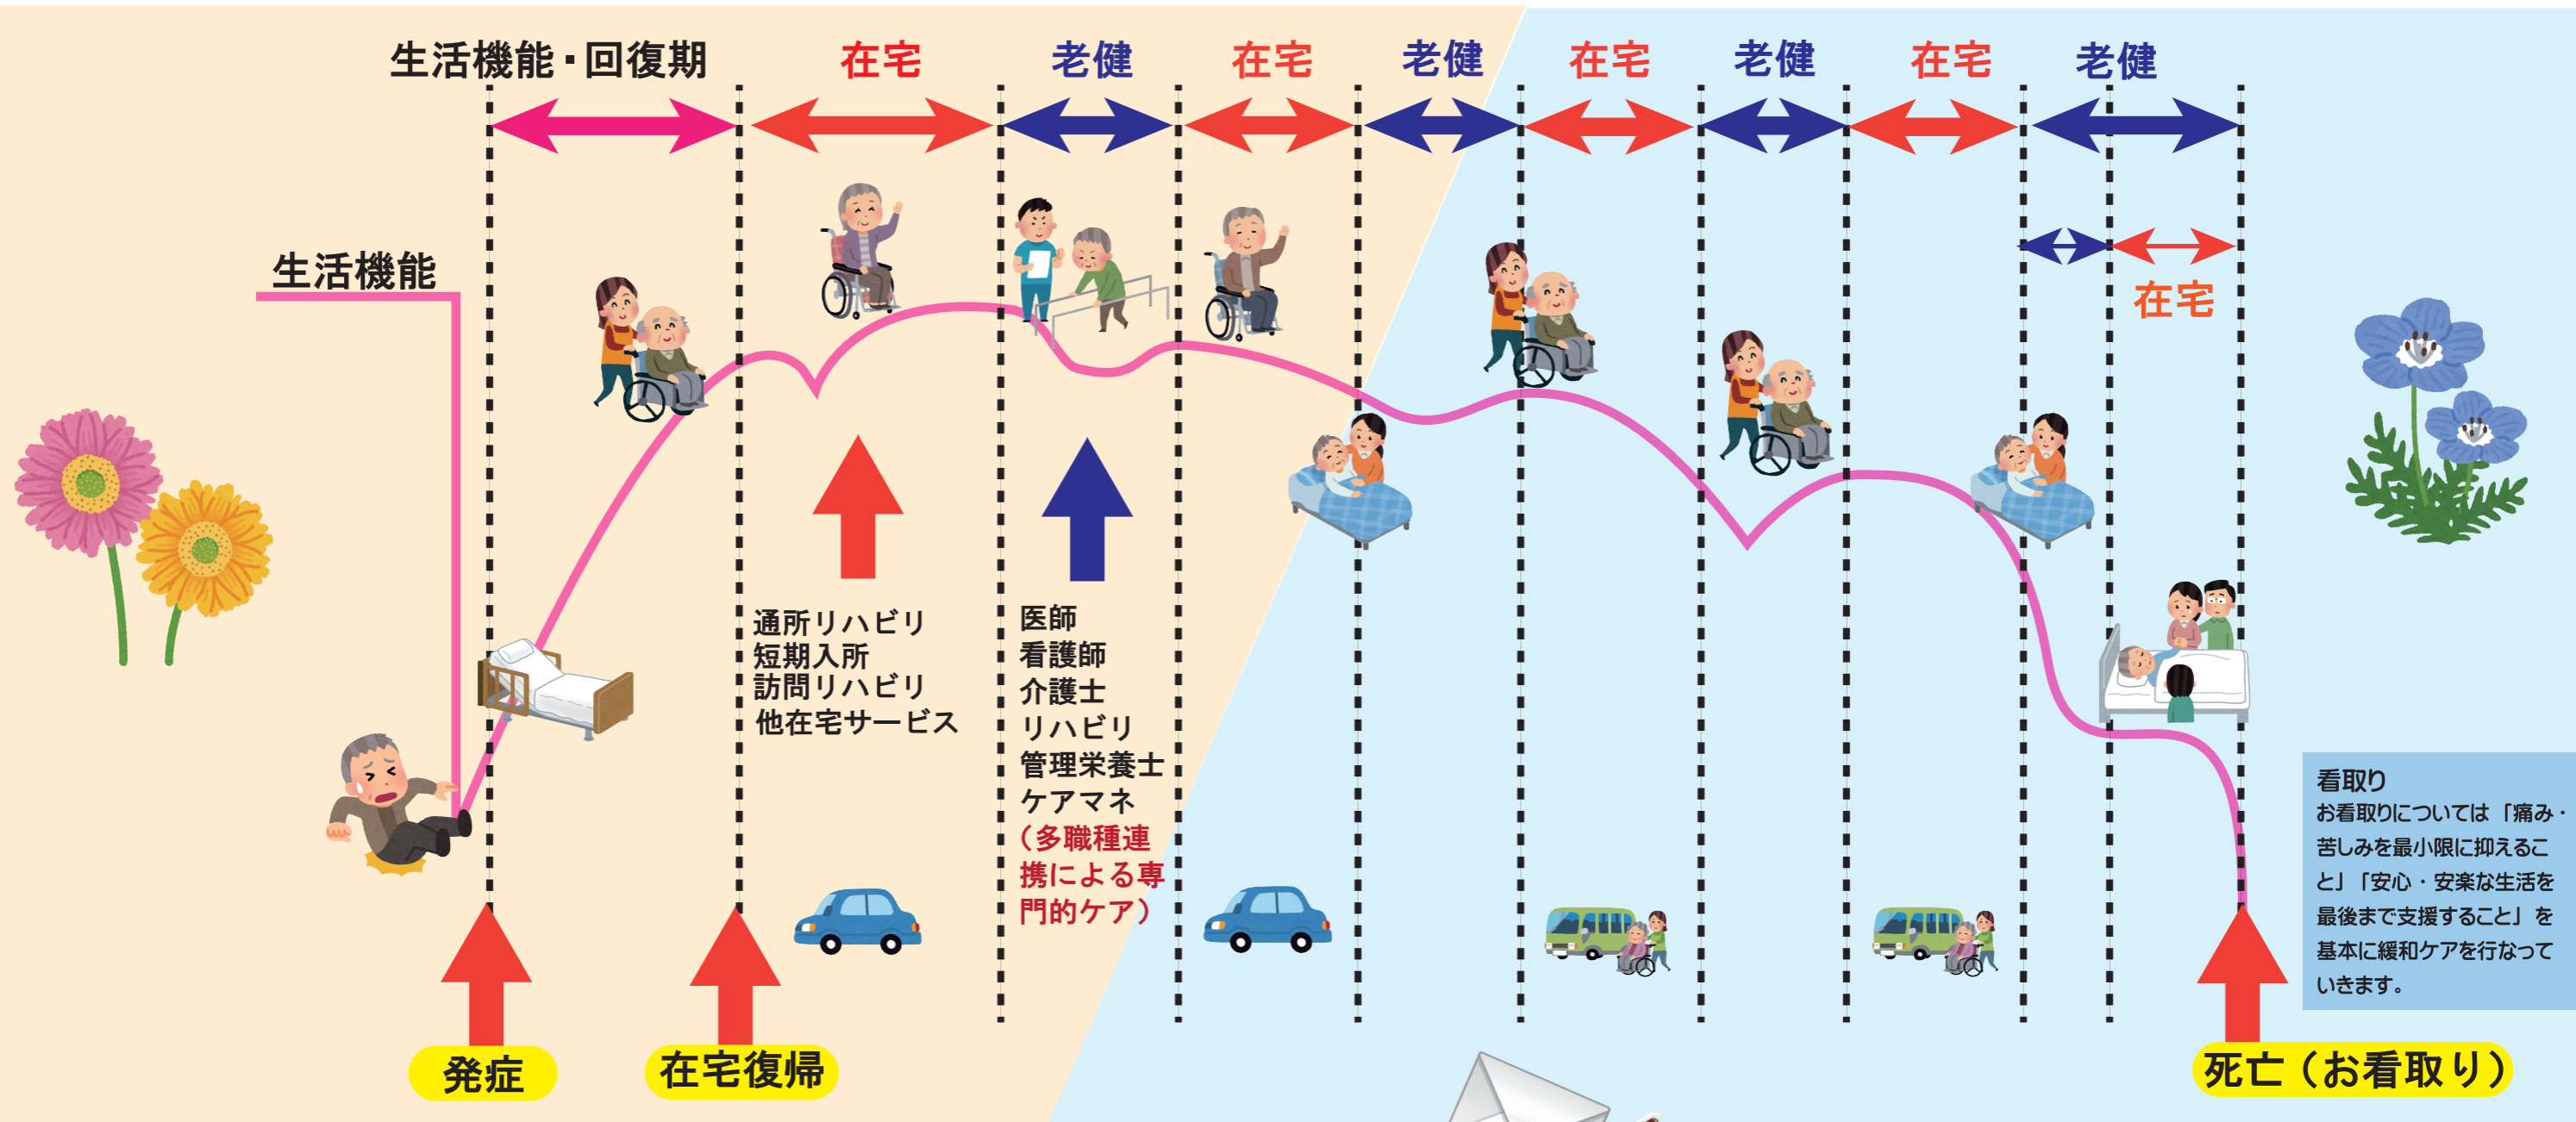 生活機能・回復期
在宅
老健
在宅
老健
在宅
老健
在宅
老健
生活機能
在宅
通所リハビリ
短期入所
訪問リハビリ
他在宅サービス
医師
看護師
介護士
リハビリ
管理栄養士
ケアマネ
（多職種連
携による専
門的ケア）
看取り
お看取りについては「痛み・
苦しみを最小限に抑えるこ
と」「安心・安楽な生活を
最後まで支援すること」を
基本に緩和ケアを行なって
いきます。
発症
在宅復帰
死亡（お看取り）